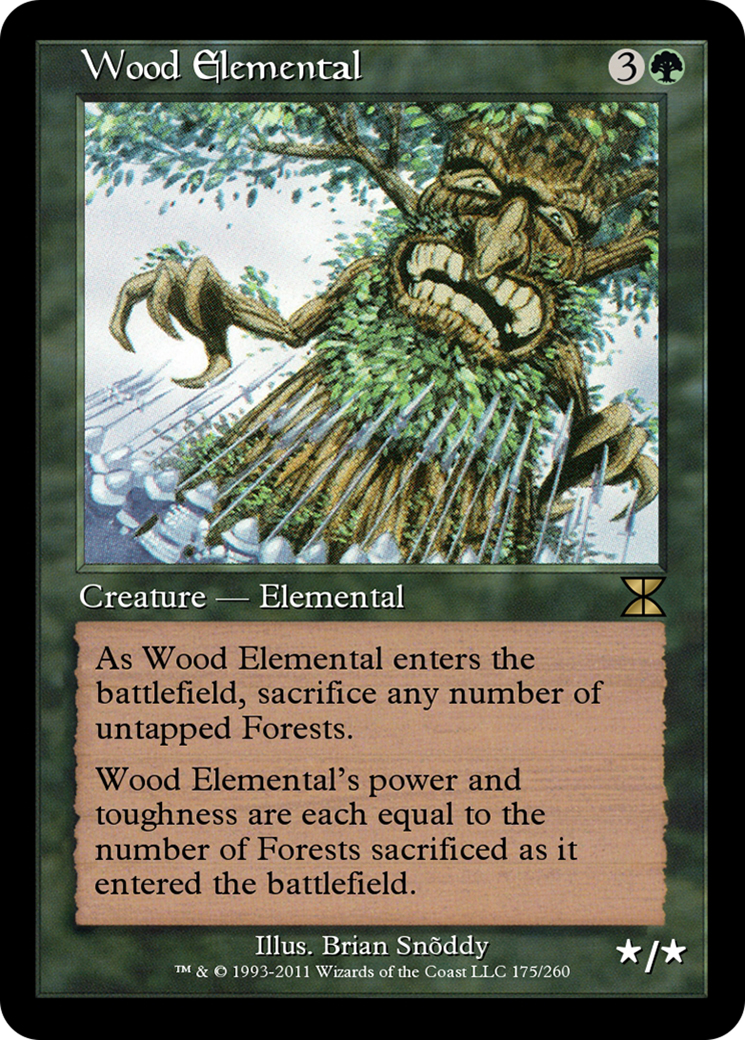 Wood Elemental 3
Creature — Elemental
As Wood Elemental enters the
battlefield, sacrifice any number of
untapped Forests.
Wood Elemental's power and
toughness are each equal to the
number of Forests sacrificed as it
entered the battlefield.
Illus. Brian Snõddy
™ & © 1993-2011 Wizards of the Coast LLC 175/260
★/★